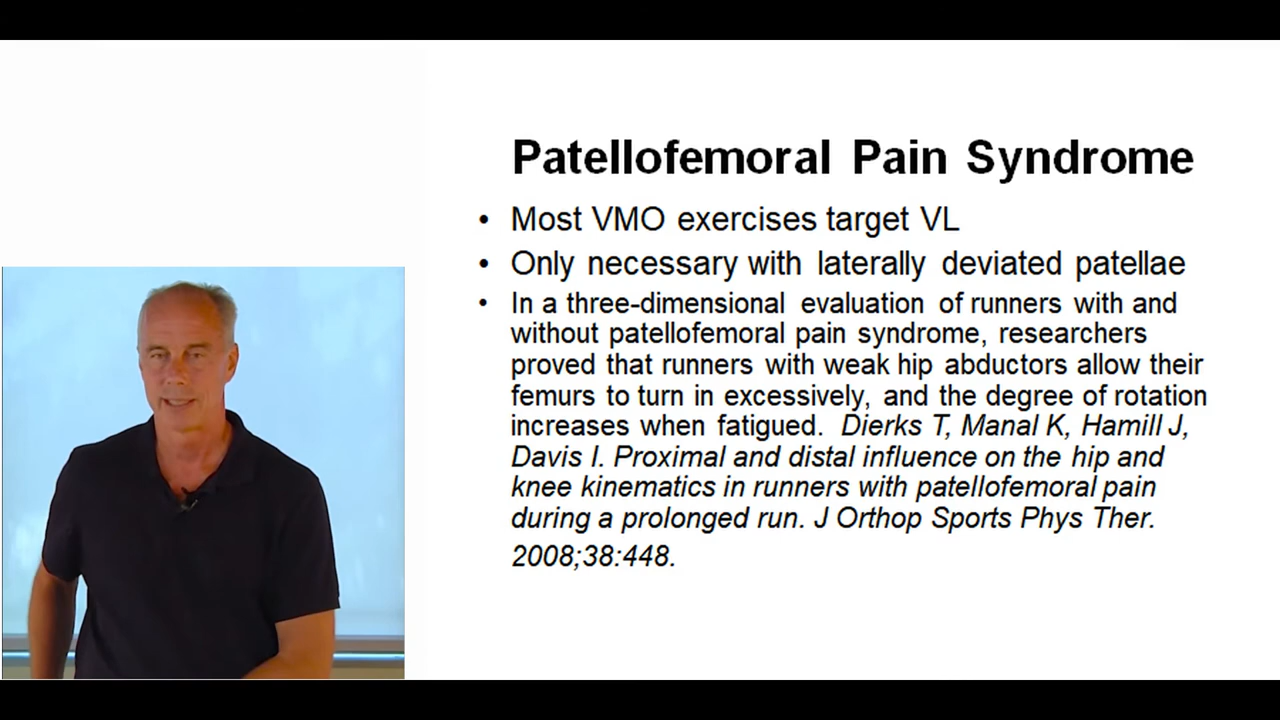 Patellofemoral Pain Syndrome
• Most VMO exercises target VL
• Only necessary with laterally deviated patellae
• In a three-dimensional evaluation of runners with and
without patellofemoral pain syndrome, researchers
proved that runners with weak hip abductors allow their
femurs to turn in excessively, and the degree of rotation
increases when fatigued. Dierks T, Manal K, Hamill J,
Davis I. Proximal and distal influence on the hip and
knee kinematics in runners with patellofemoral pain
during a prolonged run. J Orthop Sports Phys Ther.
2008;38:448.